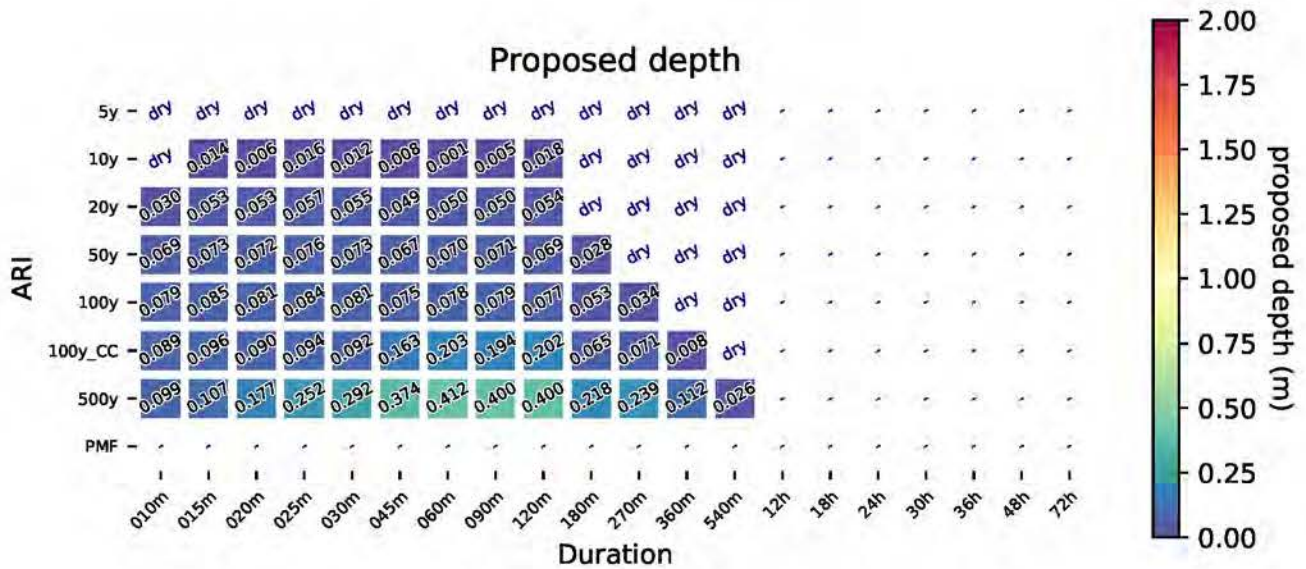 Proposed depth
5y dry dry dry dry dry dry dry dry dry dry dry dry dry - - - - - - -
10y dry 0.014 0.006 0.016 0.012 0.008 0.001 0.005 0.018 dry dry dry dry - - - - - - -
20y 0.030 0.053 0.053 0.057 0.055 0.049 0.050 0.050 0.054 dry dry dry dry - - - - - - -
50y 0.069 0.073 0.072 0.076 0.073 0.067 0.070 0.071 0.069 0.028 dry dry dry - - - - - - -
100y 0.079 0.085 0.081 0.084 0.081 0.075 0.078 0.079 0.077 0.053 0.034 dry dry - - - - - - -
100y_CC 0.089 0.096 0.090 0.094 0.092 0.163 0.203 0.194 0.202 0.065 0.071 0.008 dry - - - - - - -
500y 0.099 0.107 0.177 0.252 0.292 0.374 0.412 0.400 0.400 0.218 0.239 0.112 0.026 - - - - - - -
PMF - - - - - - - - - - - - - - - - - - - -
010m 015m 020m 025m 030m 045m 060m 090m 120m 180m 270m 360m 540m 12h 18h 24h 30h 36h 48h 72h
Duration
ARI
2.00
1.75
1.50
1.25
1.00
0.75
0.50
0.25
0.00
proposed depth (m)